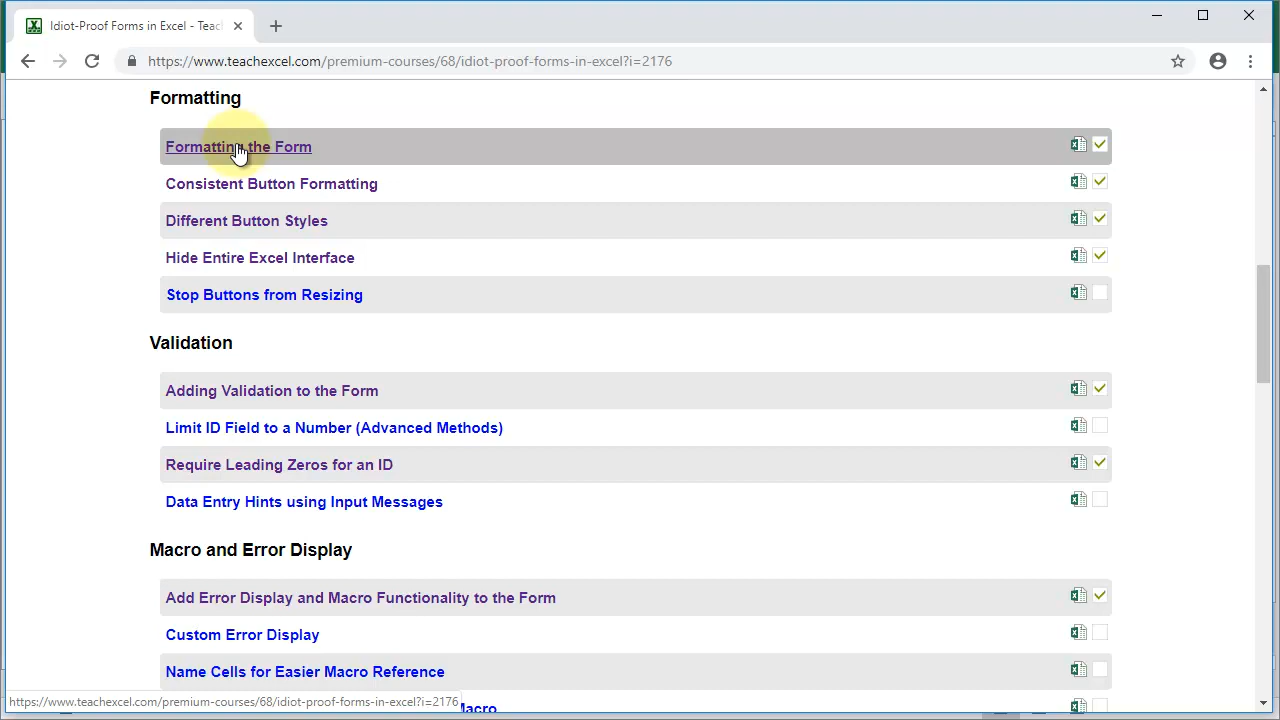 Idiot-Proof Forms in Excel - Teac
https://www.teachexcel.com/premium-courses/68/idiot-proof-forms-in-excel?i=2176
Formatting
Formatting the Form
Consistent Button Formatting
Different Button Styles
Hide Entire Excel Interface
Stop Buttons from Resizing
Validation
Adding Validation to the Form
Limit ID Field to a Number (Advanced Methods)
Require Leading Zeros for an ID
Data Entry Hints using Input Messages
Macro and Error Display
Add Error Display and Macro Functionality to the Form
Custom Error Display
Name Cells for Easier Macro Reference
https://www.teachexcel.com/premium-courses/68/idiot-proof-forms-in-excel?i=2176
Macro